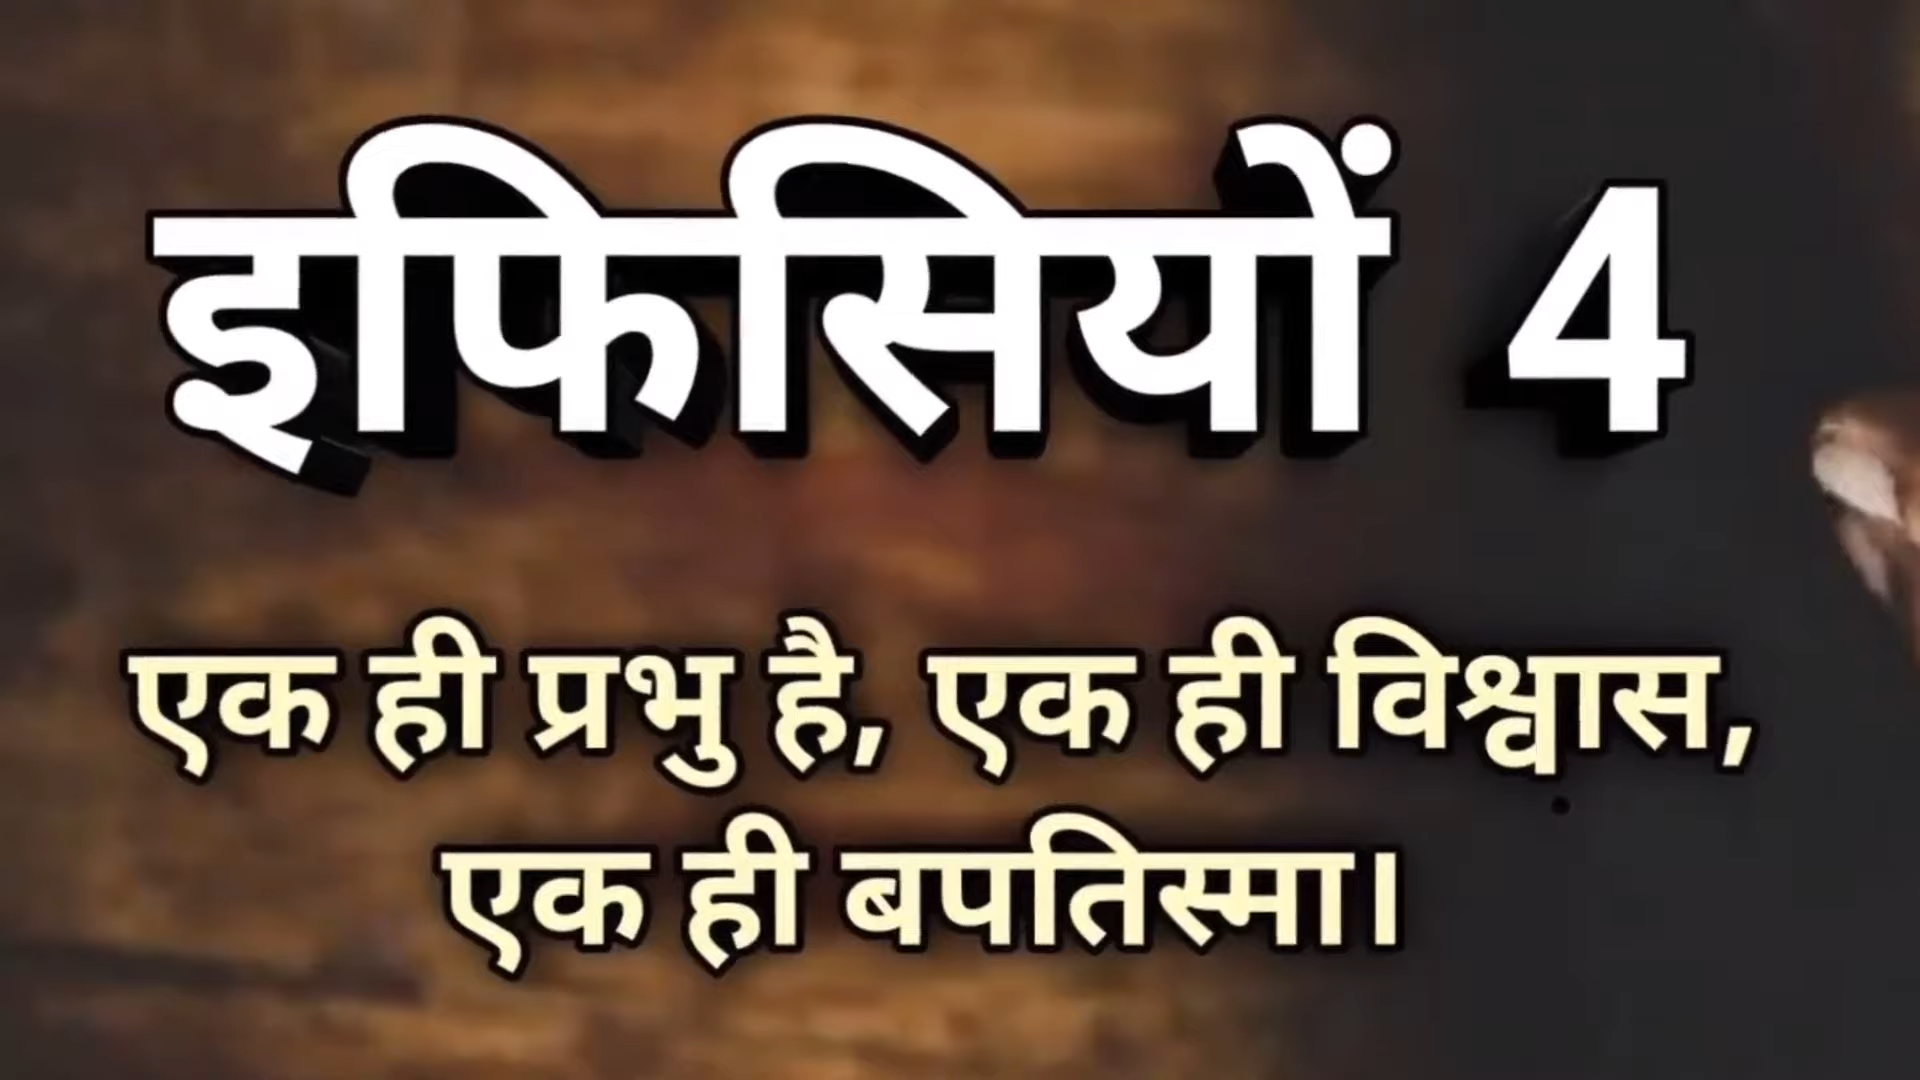 इफिसियों 4
एक ही प्रभु है, एक ही विश्वास,
एक ही बपतिस्मा।